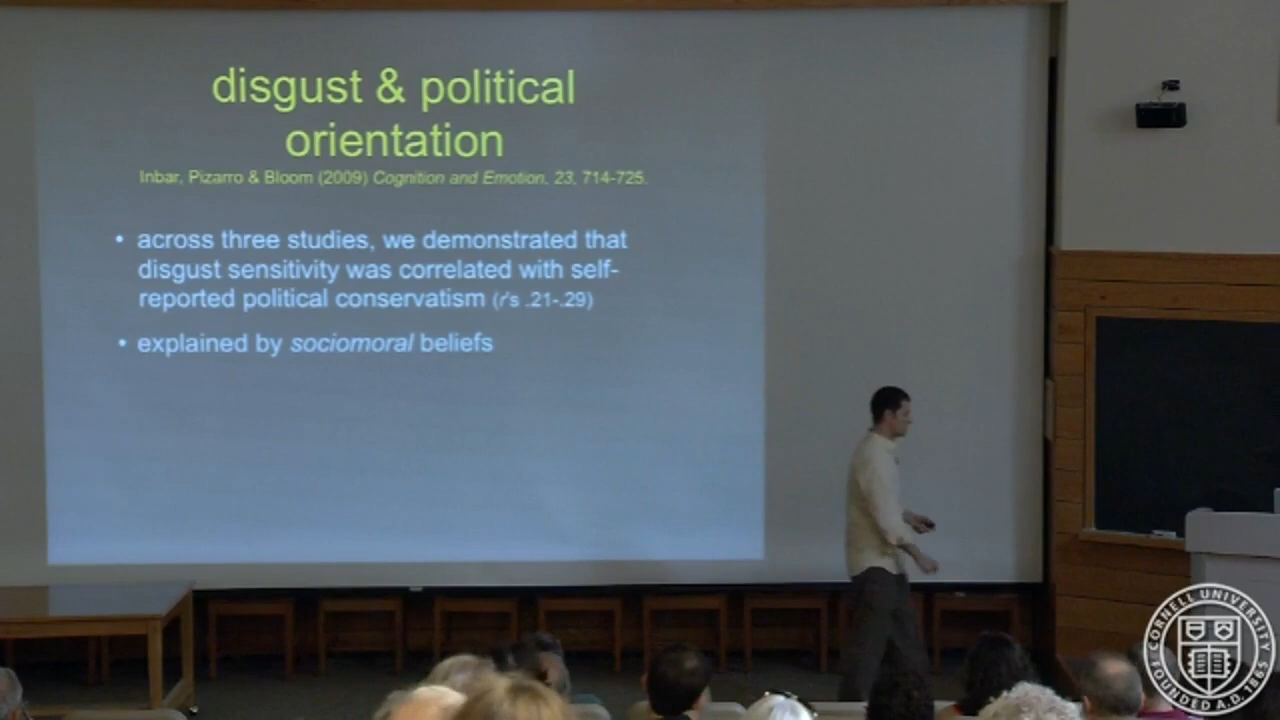 disgust & political
orientation
Inbar, Pizarro & Bloom (2009) Cognition and Emotion, 23, 714-725.
• across three studies, we demonstrated that
disgust sensitivity was correlated with self-
reported political conservatism (r's .21-.29)
• explained by sociomoral beliefs
CORNELL UNIVERSITY
FOUNDED A.D. 1865